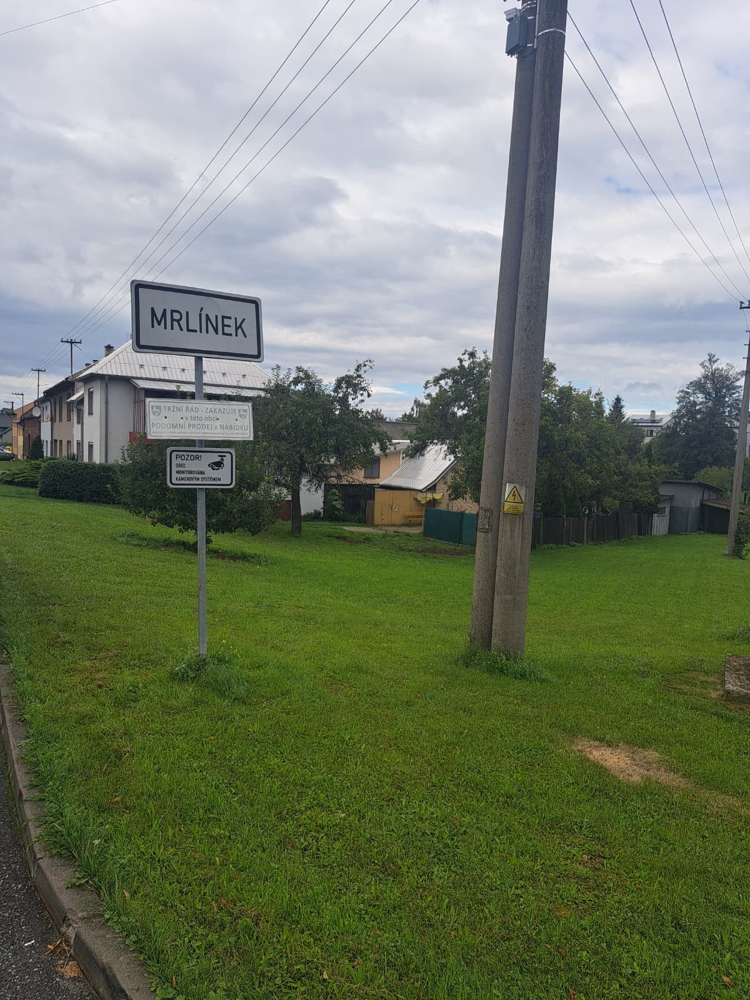 MRLÍNEK
TRŽNÍ ŘÁD - ZAKAZUJE
v této obci
PODOMNÍ PRODEJ a NABÍDKU
POZOR!
OBEC
MONITOROVÁNA
KAMEROVÝM SYSTÉMEM